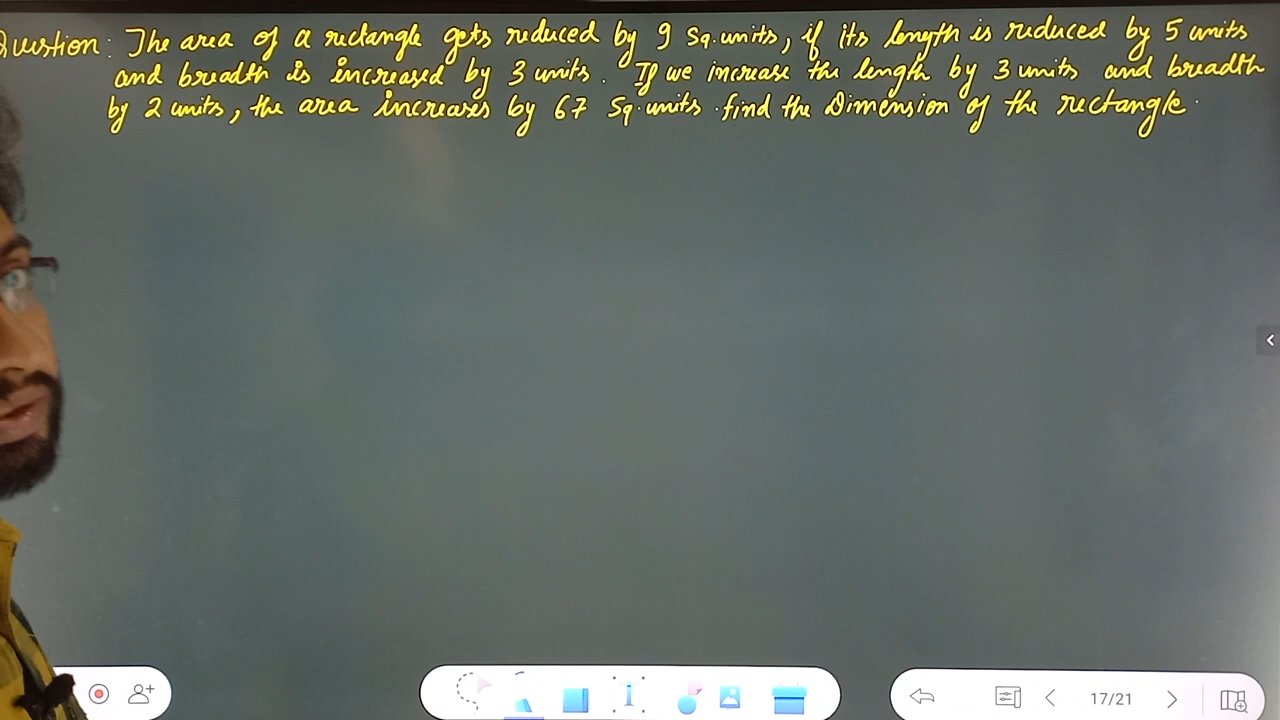 Question: The area of a rectangle gets reduced by 9 Sq. units, if its length is reduced by 5 units
and breadth is increased by 3 units. If we increase the length by 3 units and breadth
by 2 units, the area increases by 67 Sq. units. find the Dimension of the rectangle.
17/21